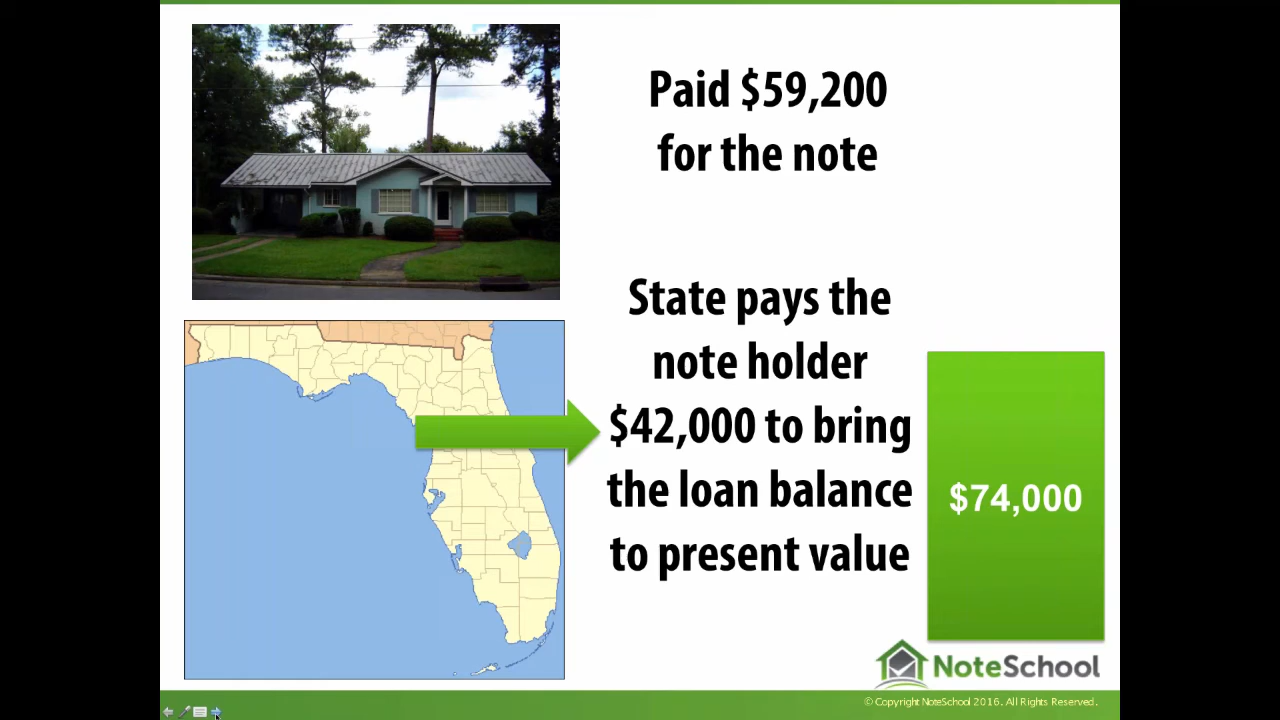 Paid $59,200
for the note
State pays the
note holder
$42,000 to bring
the loan balance
to present value
$74,000
NoteSchool
© Copyright NoteSchool 2016. All Rights Reserved.